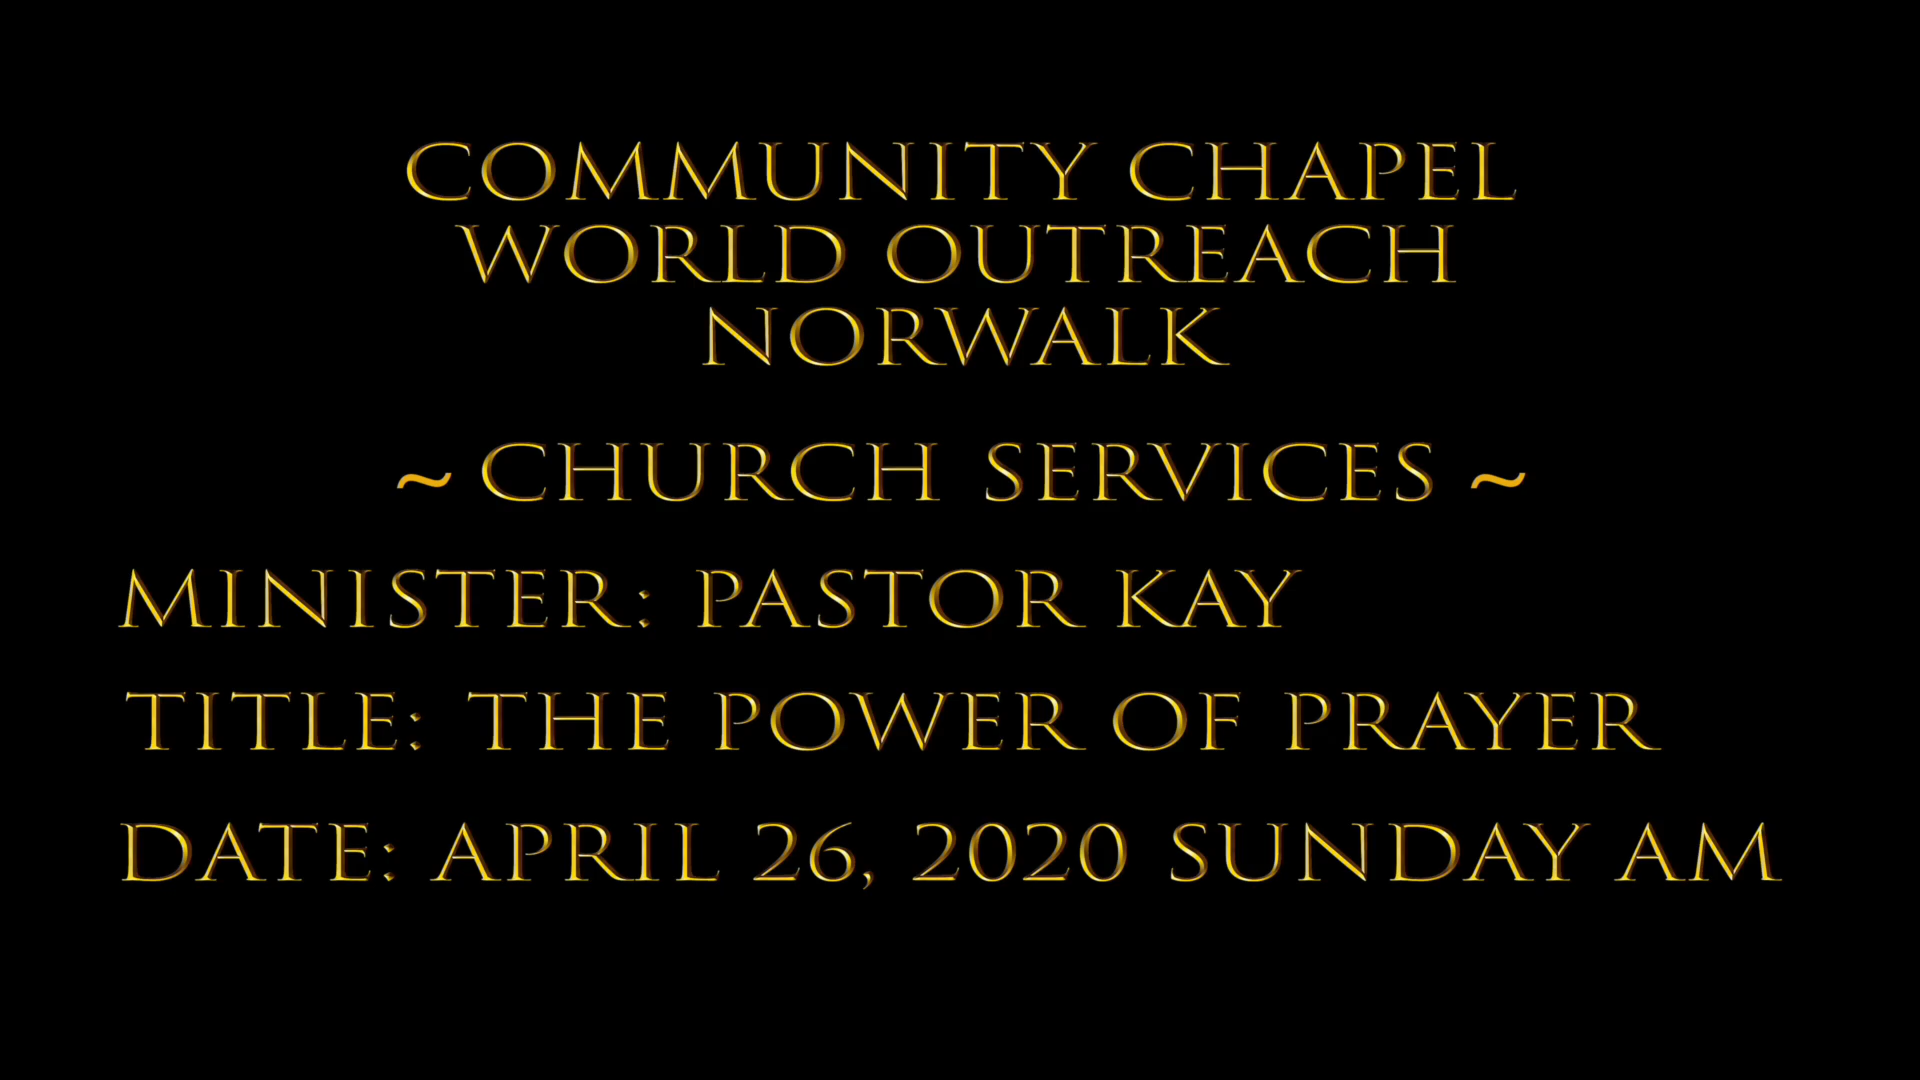 COMMUNITY CHAPEL
WORLD OUTREACH
NORWALK
~ CHURCH SERVICES ~
MINISTER: PASTOR KAY
TITLE: THE POWER OF PRAYER
DATE: APRIL 26, 2020 SUNDAY AM